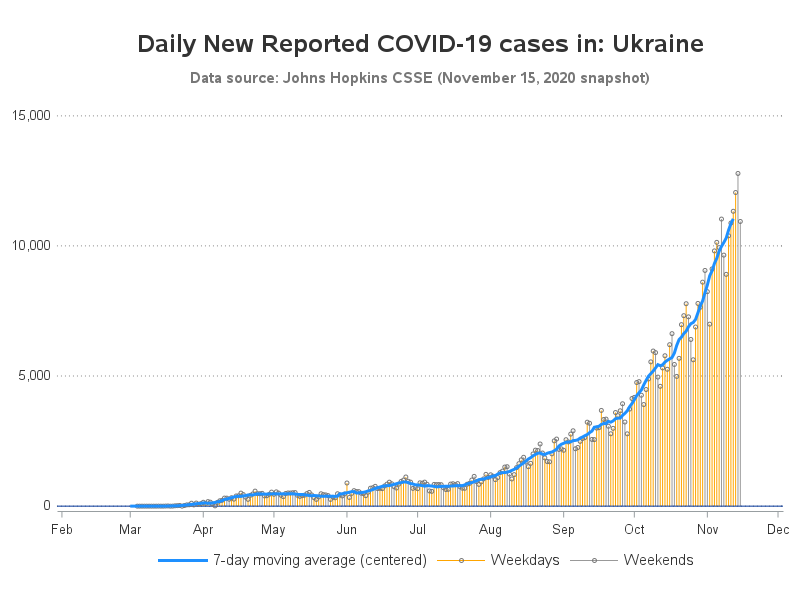 Daily New Reported COVID-19 cases in: Ukraine
Data source: Johns Hopkins CSSE (November 15, 2020 snapshot)
15,000
10,000
5,000
0
Feb Mar Apr May Jun Jul Aug Sep Oct Nov Dec
7-day moving average (centered) Weekdays Weekends